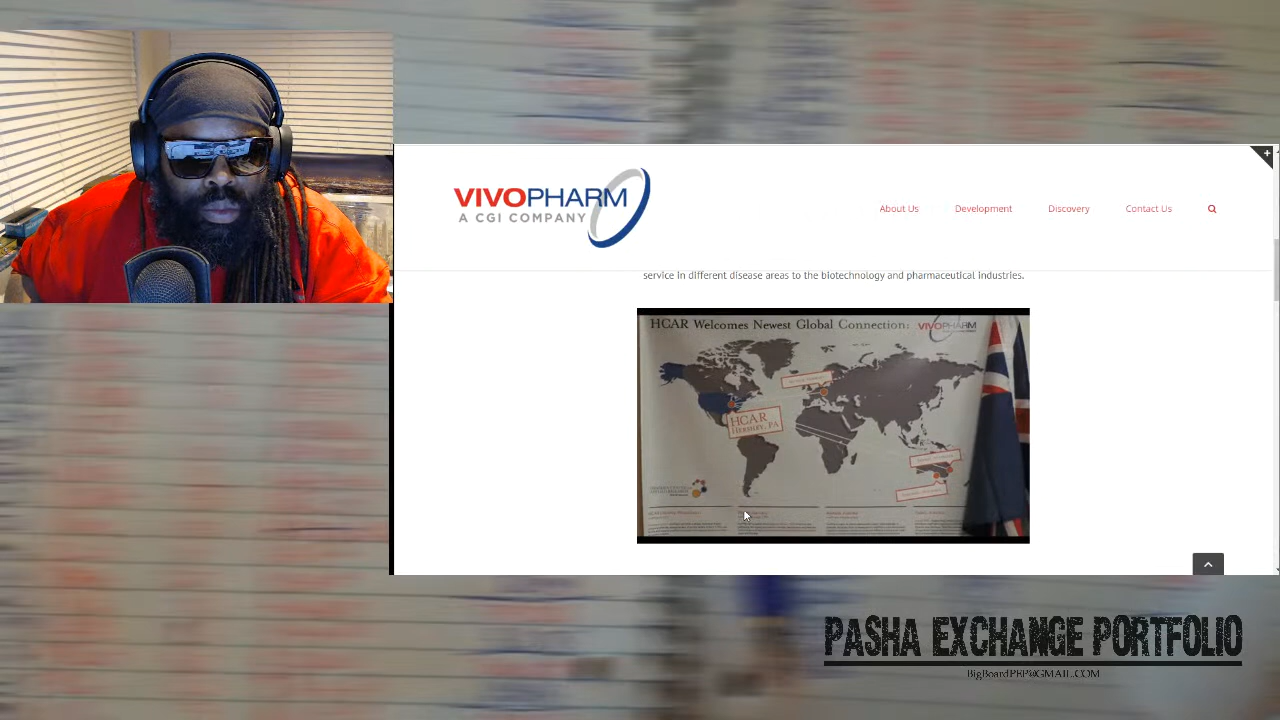 VIVOPHARM
A CGI COMPANY
About Us
Development
Discovery
Contact Us
service in different disease areas to the biotechnology and pharmaceutical industries.
HCAR Welcomes Newest Global Connection:
VIVOPHARM
HCAR
HERSHEY, PA
PASHA EXCHANGE PORTFOLIO
BigBoardPEP@GMAIL.COM